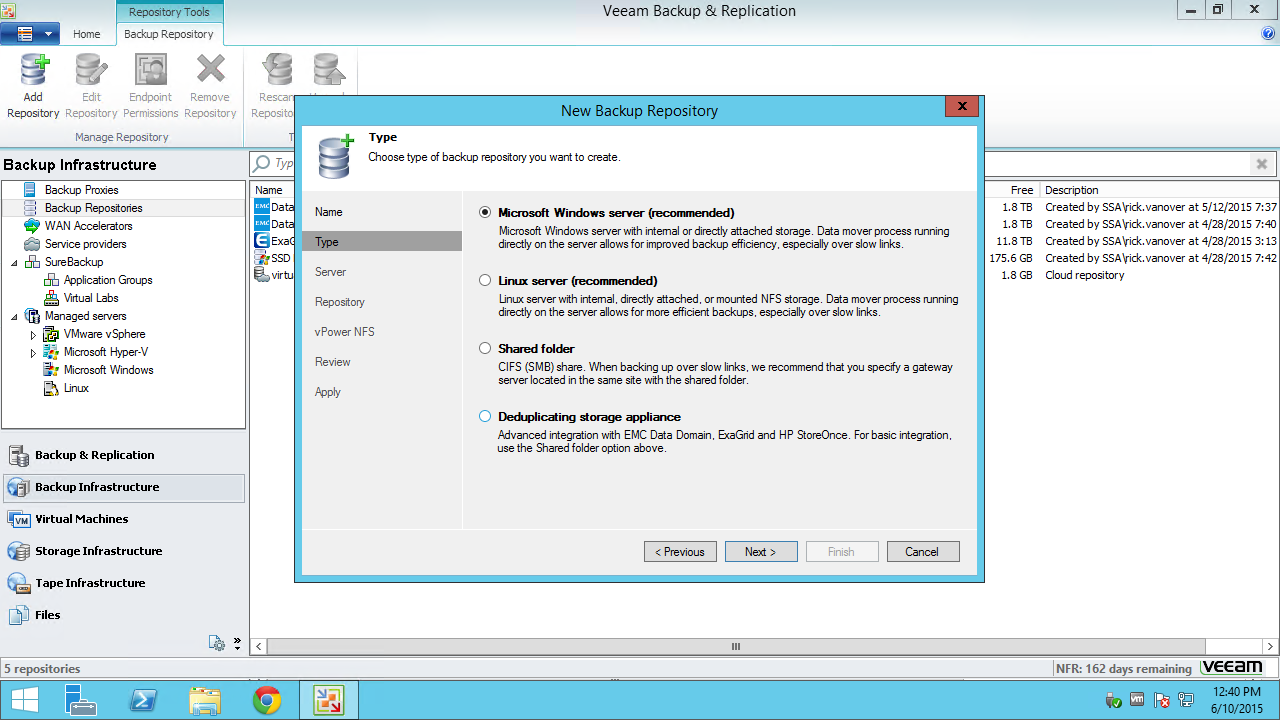 Repository Tools
Veeam Backup & Replication
Home
Backup Repository
Add Repository
Edit Repository
Endpoint Permissions
Remove Repository
Rescan
Manage Repository
Backup Infrastructure
Backup Proxies
Backup Repositories
WAN Accelerators
Service providers
SureBackup
Application Groups
Virtual Labs
Managed servers
VMware vSphere
Microsoft Hyper-V
Microsoft Windows
Linux
Backup & Replication
Backup Infrastructure
Virtual Machines
Storage Infrastructure
Tape Infrastructure
Files
Name
Free
Description
EMC Data
1.8 TB
Created by SSA\rick.vanover at 5/12/2015 7:37
EMC Data
1.8 TB
Created by SSA\rick.vanover at 4/28/2015 7:40
ExaG
11.8 TB
Created by SSA\rick.vanover at 4/28/2015 3:13
SSD
175.6 GB
Created by SSA\rick.vanover at 4/28/2015 7:42
virtu
1.8 GB
Cloud repository
New Backup Repository
Type
Choose type of backup repository you want to create.
Name
Type
Server
Repository
vPower NFS
Review
Apply
Microsoft Windows server (recommended)
Microsoft Windows server with internal or directly attached storage. Data mover process running
directly on the server allows for improved backup efficiency, especially over slow links.
Linux server (recommended)
Linux server with internal, directly attached, or mounted NFS storage. Data mover process running
directly on the server allows for more efficient backups, especially over slow links.
Shared folder
CIFS (SMB) share. When backing up over slow links, we recommend that you specify a gateway
server located in the same site with the shared folder.
Deduplicating storage appliance
Advanced integration with EMC Data Domain, ExaGrid and HP StoreOnce. For basic integration,
use the Shared folder option above.
< Previous
Next >
Finish
Cancel
5 repositories
NFR: 162 days remaining
veeam
12:40 PM
6/10/2015